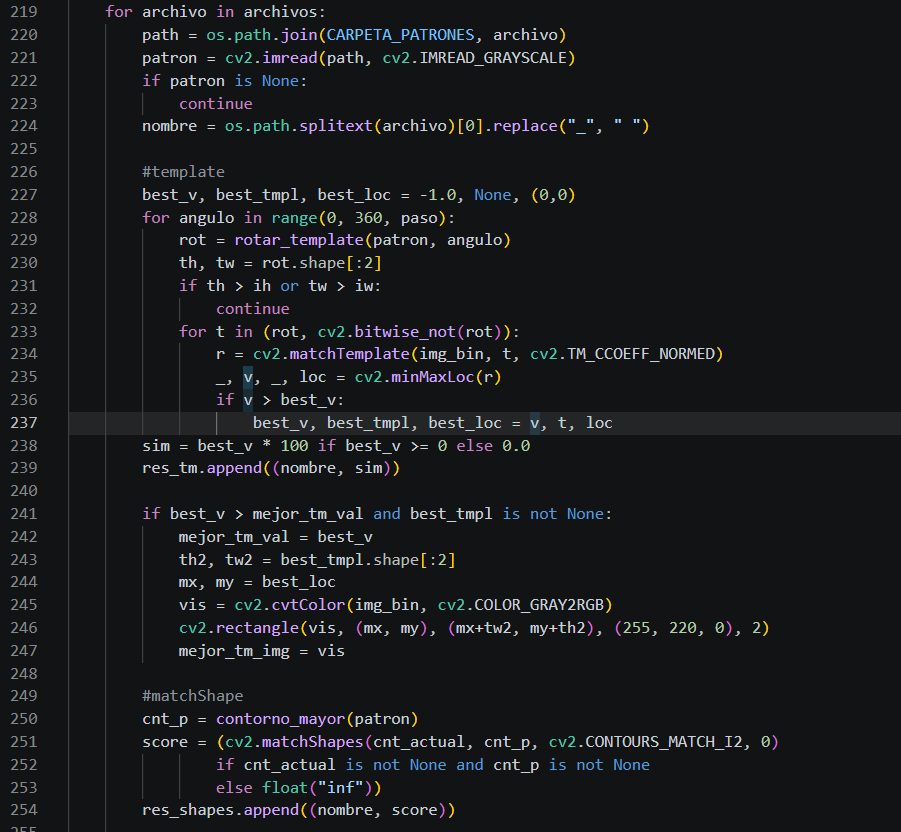 219 for archivo in archivos:
220 path = os.path.join(CARPETA_PATRONES, archivo)
221 patron = cv2.imread(path, cv2.IMREAD_GRAYSCALE)
222 if patron is None:
223 continue
224 nombre = os.path.splitext(archivo)[0].replace("_", " ")
225
226 #template
227 best_v, best_tmpl, best_loc = -1.0, None, (0,0)
228 for angulo in range(0, 360, paso):
229 rot = rotar_template(patron, angulo)
230 th, tw = rot.shape[:2]
231 if th > ih or tw > iw:
232 continue
233 for t in (rot, cv2.bitwise_not(rot)):
234 r = cv2.matchTemplate(img_bin, t, cv2.TM_CCOEFF_NORMED)
235 _, v, _, loc = cv2.minMaxLoc(r)
236 if v > best_v:
237 best_v, best_tmpl, best_loc = v, t, loc
238 sim = best_v * 100 if best_v >= 0 else 0.0
239 res_tm.append((nombre, sim))
240
241 if best_v > mejor_tm_val and best_tmpl is not None:
242 mejor_tm_val = best_v
243 th2, tw2 = best_tmpl.shape[:2]
244 mx, my = best_loc
245 vis = cv2.cvtColor(img_bin, cv2.COLOR_GRAY2RGB)
246 cv2.rectangle(vis, (mx, my), (mx+tw2, my+th2), (255, 220, 0), 2)
247 mejor_tm_img = vis
248
249 #matchShape
250 cnt_p = contorno_mayor(patron)
251 score = (cv2.matchShapes(cnt_actual, cnt_p, cv2.CONTOURS_MATCH_I2, 0)
252 if cnt_actual is not None and cnt_p is not None
253 else float("inf"))
254 res_shapes.append((nombre, score))
255